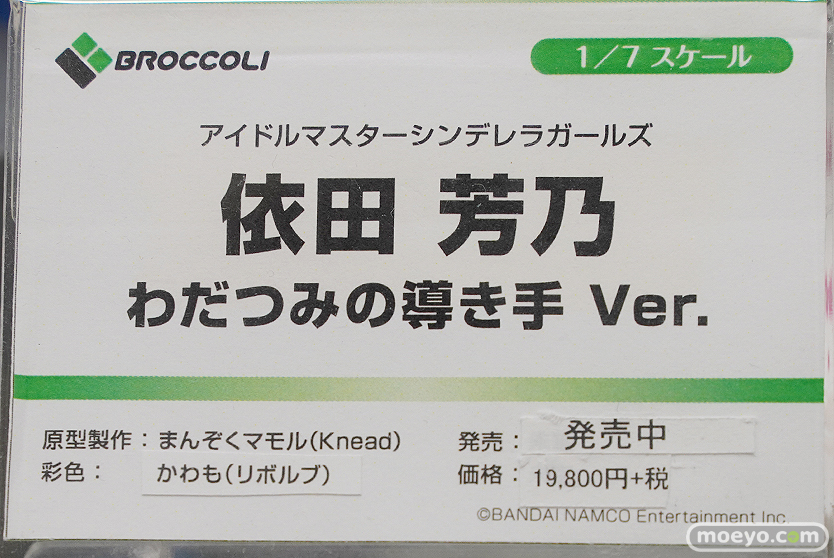 BROCCOLI
1/7 スケール
アイドルマスターシンデレラガールズ
依田 芳乃
わだつみの導き手 Ver.
原型製作：まんぞくマモル(Knead)
彩色： かわも(リボルブ)
発売： 発売中
価格： 19,800円+税
©BANDAI NAMCO Entertainment Inc.
moeyo.com